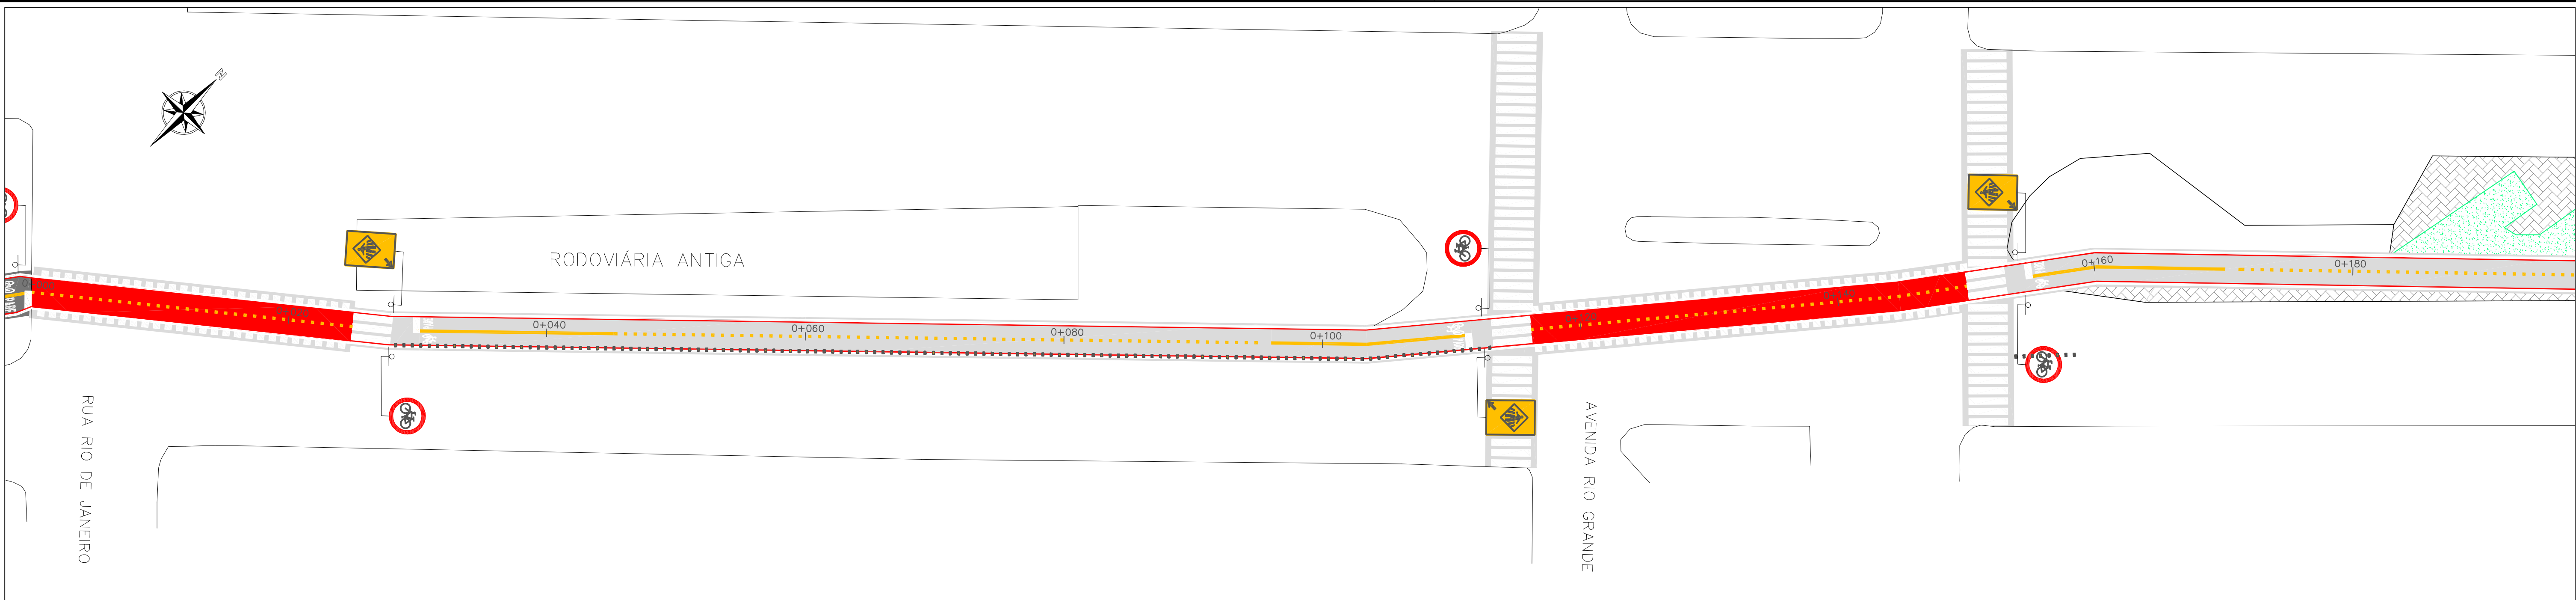 N
RODOVIÁRIA ANTIGA
0+040
0+060
0+080
0+100
0+160
0+180
RUA RIO DE JANEIRO
AVENIDA RIO GRANDE